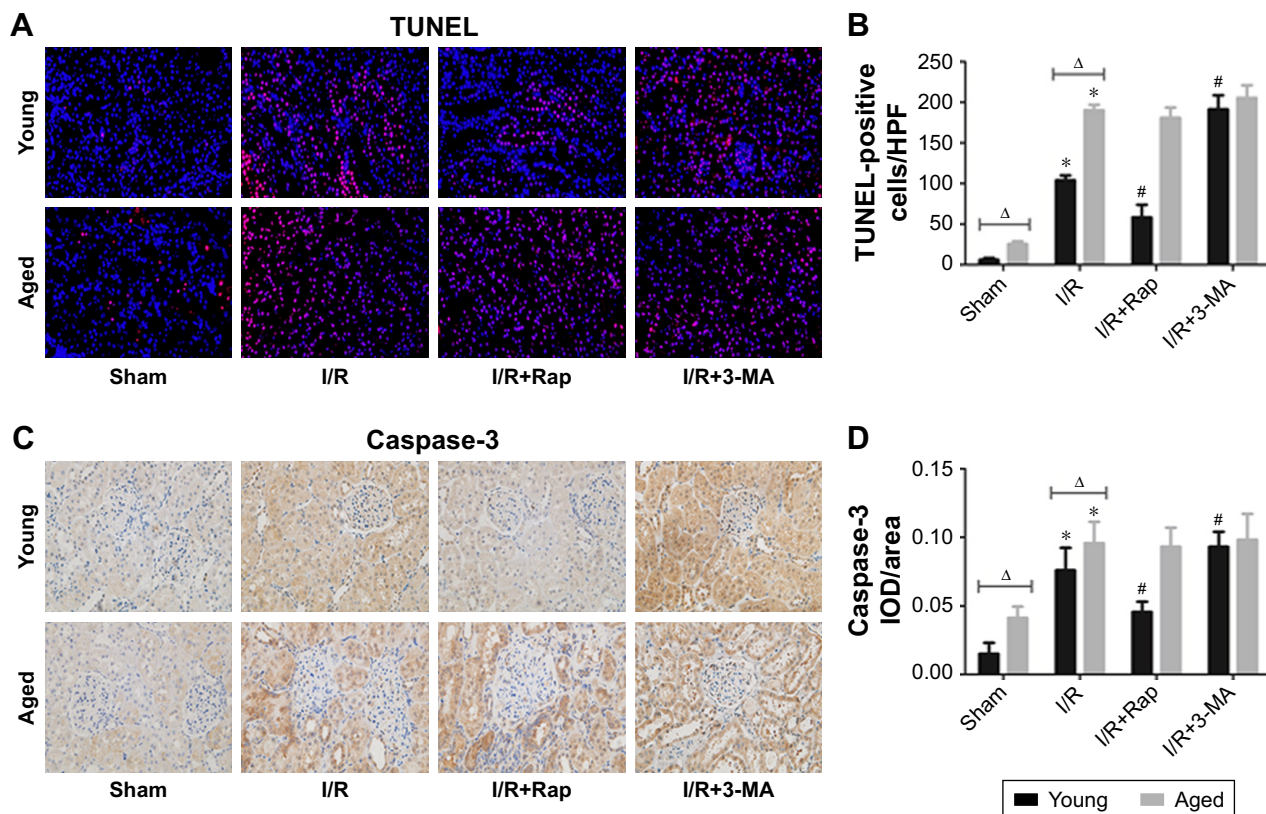 A
TUNEL
Young
Aged
Sham
I/R
I/R+Rap
I/R+3-MA
B
TUNEL-positive
cells/HPF
250
200
150
100
50
0
Δ
Δ
*
*
#
#
Sham
I/R
I/R+Rap
I/R+3-MA
C
Caspase-3
Young
Aged
Sham
I/R
I/R+Rap
I/R+3-MA
D
Caspase-3
IOD/area
0.15
0.10
0.05
0.00
Δ
Δ
*
*
#
#
Sham
I/R
I/R+Rap
I/R+3-MA
Young
Aged